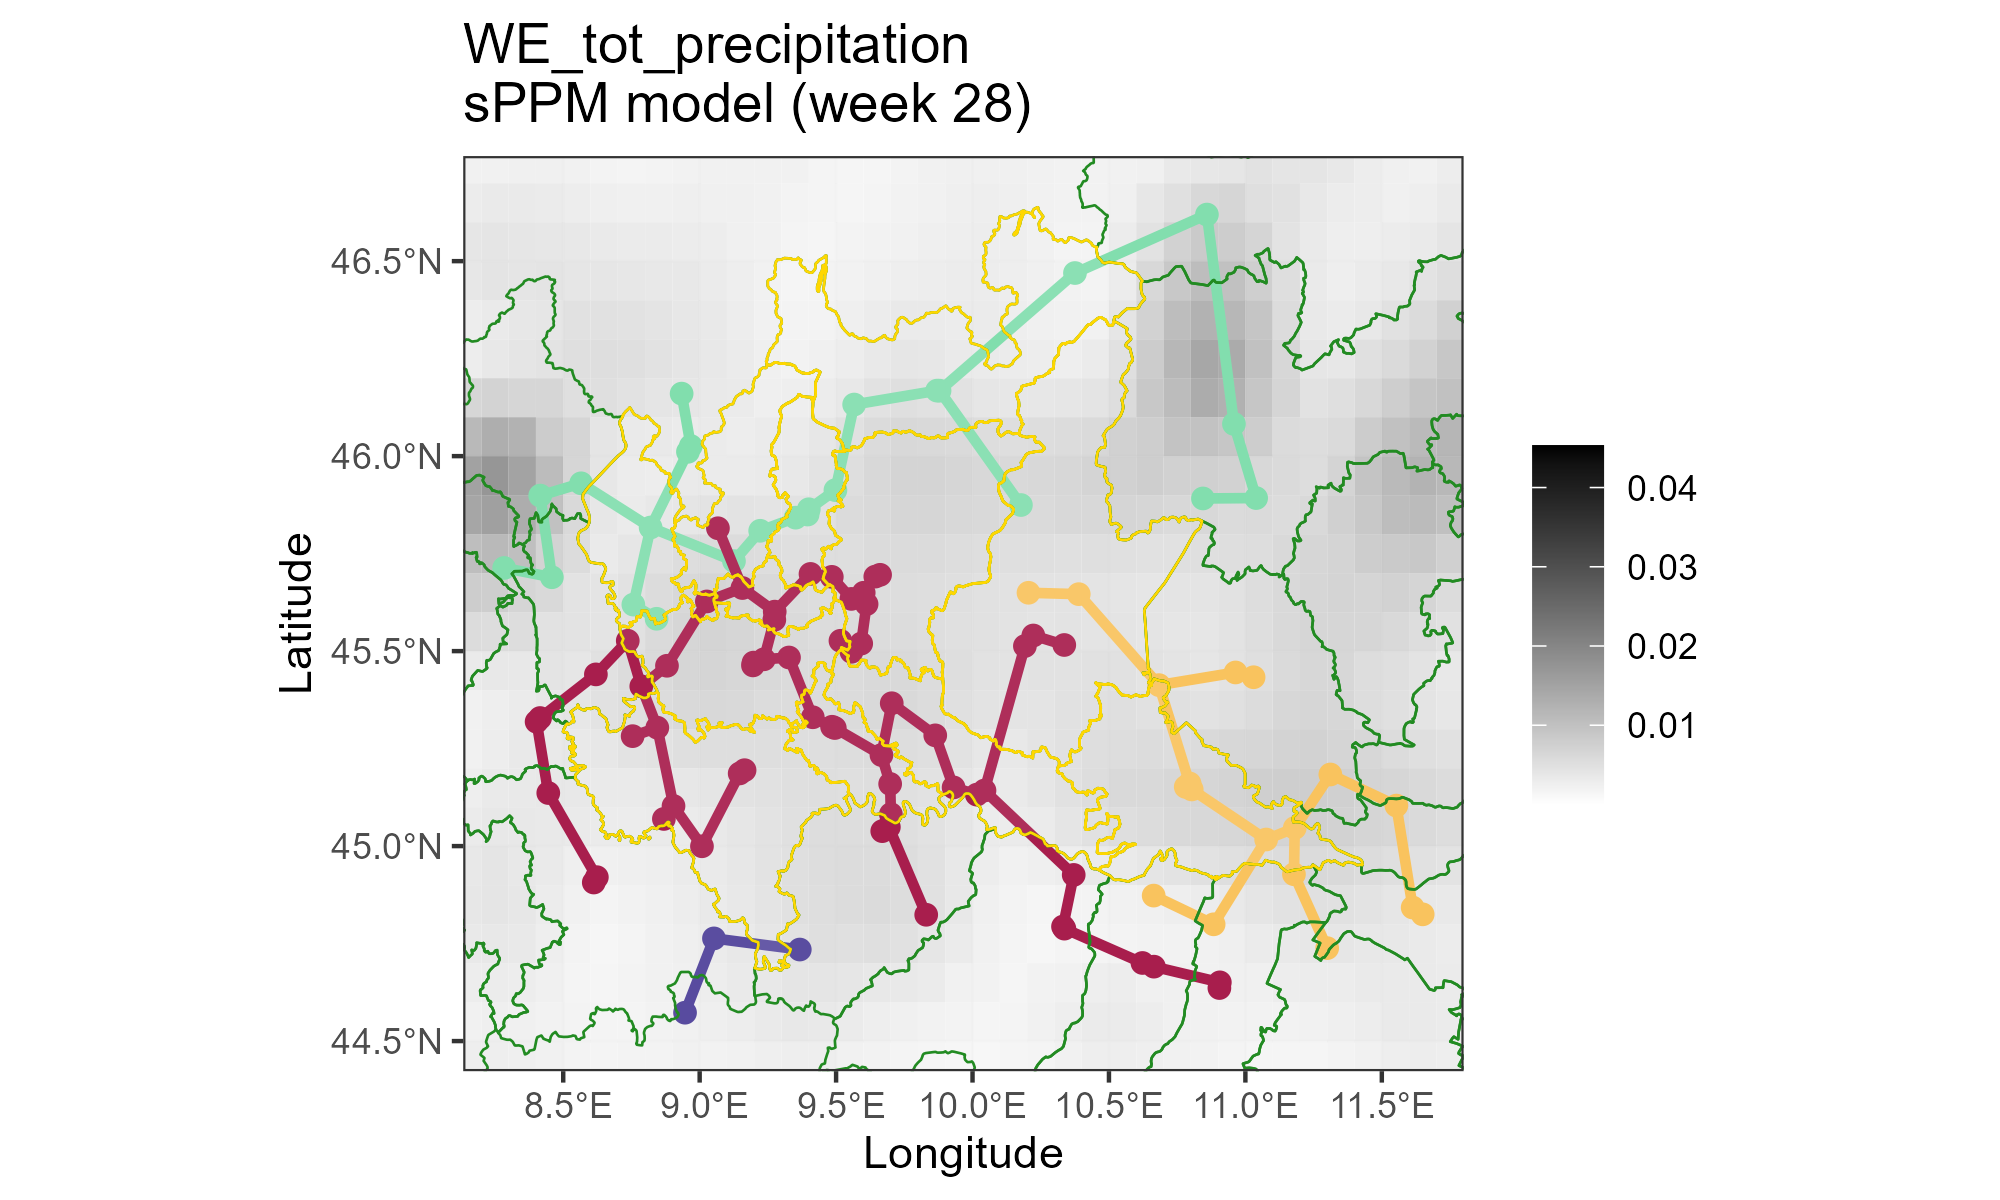 WE_tot_precipitation
sPPM model (week 28)
46.5°N
46.0°N
45.5°N
45.0°N
44.5°N
Latitude
8.5°E 9.0°E 9.5°E 10.0°E 10.5°E 11.0°E 11.5°E
Longitude
0.04
0.03
0.02
0.01